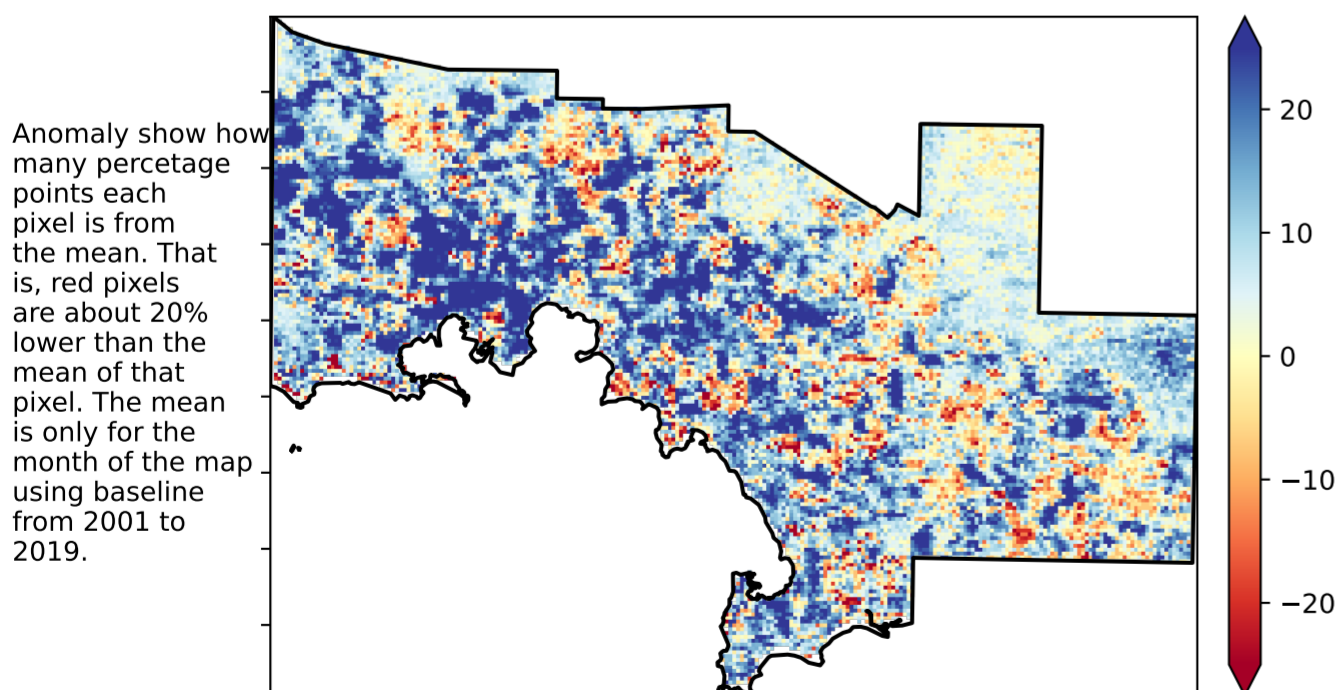 Anomaly show how
many percetage
points each
pixel is from
the mean. That
is, red pixels
are about 20%
lower than the
mean of that
pixel. The mean
is only for the
month of the map
using baseline
from 2001 to
2019.
20
10
0
−10
−20